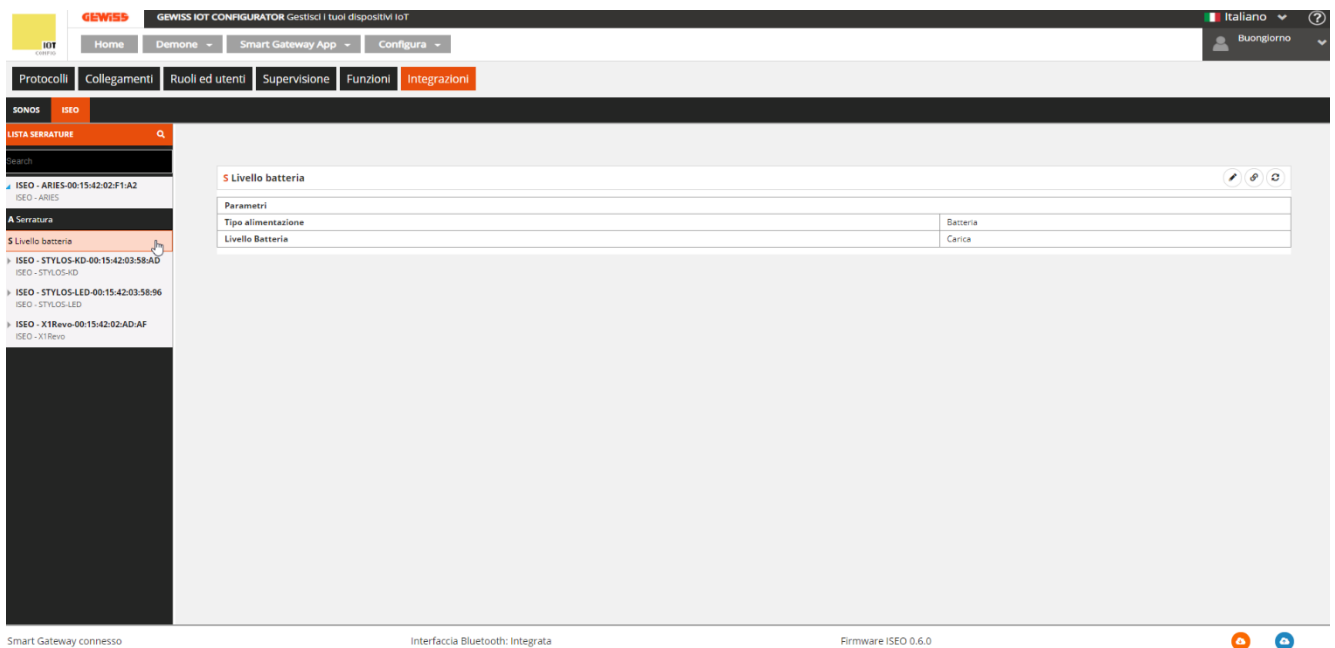 GEWISS
GEWISS IOT CONFIGURATOR Gestisci i tuoi dispositivi IoT
Italiano
IOT
CONFIG
Home
Demone
Smart Gateway App
Configura
Buongiorno
Protocolli
Collegamenti
Ruoli ed utenti
Supervisione
Funzioni
Integrazioni
SONOS
ISEO
LISTA SERRATURE
Search
ISEO - ARIES-00:15:42:02:F1:A2
ISEO - ARIES
A Serratura
S Livello batteria
ISEO - STYLOS-KD-00:15:42:03:58:AD
ISEO - STYLOS-KD
ISEO - STYLOS-LED-00:15:42:03:58:96
ISEO - STYLOS-LED
ISEO - X1Revo-00:15:42:02:AD:AF
ISEO - X1Revo
S Livello batteria
Parametri
Tipo alimentazione Batteria
Livello Batteria Carica
Smart Gateway connesso
Interfaccia Bluetooth: Integrata
Firmware ISEO 0.6.0